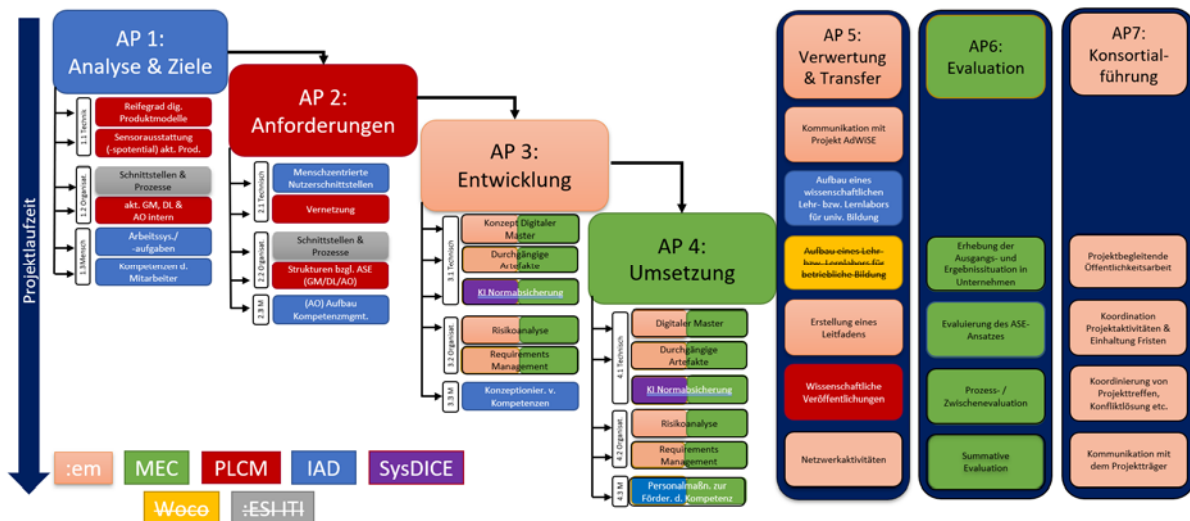 Projektlaufzeit
AP 1:
Analyse & Ziele
1.1 Technik
Reifegrad dig.
Produktmodelle
Sensorausstattung
(-spotential) akt. Prod.
1.2 Organisat.
Schnittstellen &
Prozesse
akt. GM, DL &
AO intern
1.3 Mensch
Arbeitssys./
-aufgaben
Kompetenzen d.
Mitarbeiter
AP 2:
Anforderungen
2.1 Technisch
Menschzentrierte
Nutzerschnittstellen
Vernetzung
2.2 Organisat.
Schnittstellen &
Prozesse
Strukturen bzgl. ASE
(GM/DL/AO)
2.3 M
(AO) Aufbau
Kompetenzmgmt.
AP 3:
Entwicklung
3.1 Technisch
Konzept Digitaler
Master
Durchgängige
Artefakte
KI Normabsicherung
3.2 Organisat.
Risikoanalyse
Requirements
Management
3.3 M
Konzeptionier. v.
Kompetenzen
AP 4:
Umsetzung
4.1 Technisch
Digitaler Master
Durchgängige
Artefakte
KI Normabsicherung
4.2 Organisat.
Risikoanalyse
Requirements
Management
4.3 M
Personalmaßn. zur
Förder. d. Kompetenz
AP 5:
Verwertung
& Transfer
Kommunikation mit
Projekt AdWiSE
Aufbau eines
wissenschaftlichen
Lehr- bzw. Lernlabors
für univ. Bildung
Aufbau eines Lehr-
bzw. Lernlabors für
betriebliche Bildung
Erstellung eines
Leitfadens
Wissenschaftliche
Veröffentlichungen
Netzwerkaktivitäten
AP6:
Evaluation
Erhebung der
Ausgangs- und
Ergebnissituation in
Unternehmen
Evaluierung des ASE-
Ansatzes
Prozess- /
Zwischenevaluation
Summative
Evaluation
AP7:
Konsortial-
führung
Projektbegleitende
Öffentlichkeitsarbeit
Koordination
Projektaktivitäten &
Einhaltung Fristen
Koordinierung von
Projekttreffen,
Konfliktlösung etc.
Kommunikation mit
dem Projektträger
:em
MEC
PLCM
IAD
SysDICE
Woco
:ESI ITI